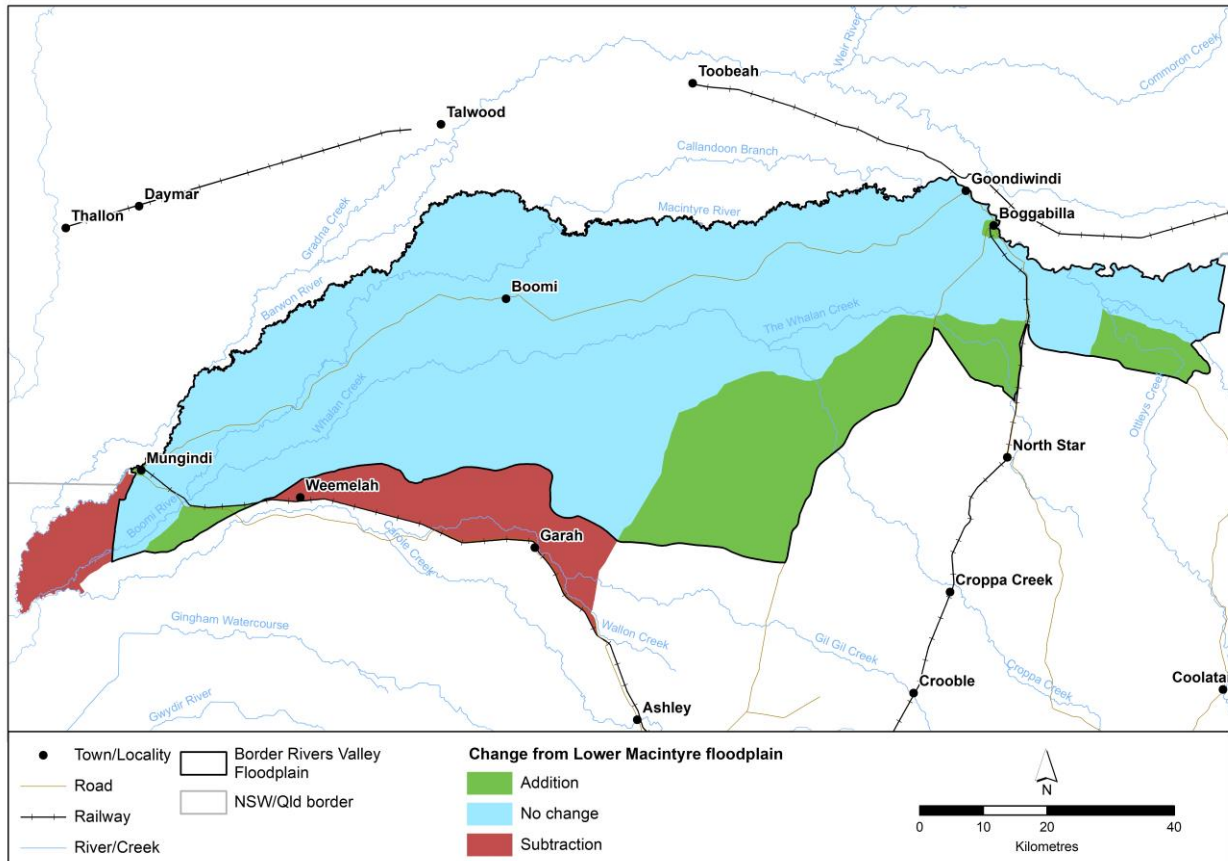 Weir River
Commoron Creek
Toobeah
Talwood
Callandoon Branch
Goondiwindi
Daymar
Thallon
Gradna Creek
Macintyre River
Boggabilla
Barwon River
Boomi
The Whalan Creek
Whalan Creek
Ottleys Creek
Mungindi
North Star
Weemelah
Boomi River
Carole Creek
Garah
Croppa Creek
Gingham Watercourse
Wallon Creek
Gil Gil Creek
Croppa Creek
Gwydir River
Crooble
Coolatai
Ashley
Town/Locality
Road
Railway
River/Creek
Border Rivers Valley
Floodplain
NSW/Qld border
Change from Lower Macintyre floodplain
Addition
No change
Subtraction
N
0 10 20 40
Kilometres